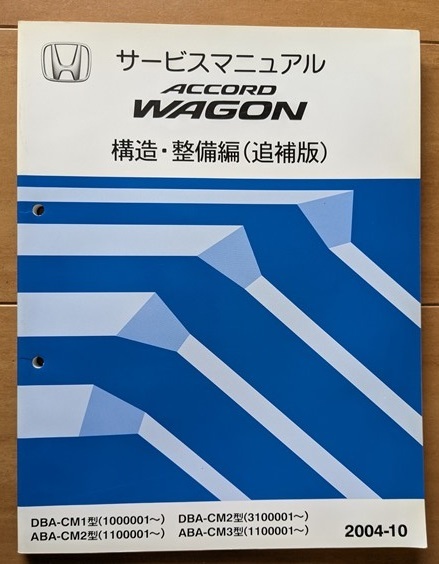 サービスマニュアル
ACCORD
WAGON
構造・整備編(追補版)
DBA-CM1型(1000001～) DBA-CM2型(3100001～)
ABA-CM2型(1100001～) ABA-CM3型(1100001～)
2004-10